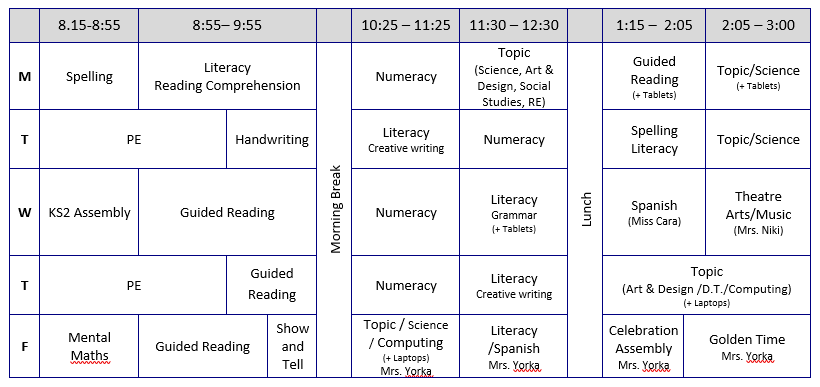 8.15-8:55
8:55– 9:55
10:25 – 11:25
11:30 – 12:30
1:15 – 2:05
2:05 – 3:00
M
Spelling
Literacy
Reading Comprehension
Numeracy
Topic
(Science, Art &
Design, Social
Studies, RE)
Guided
Reading
(+ Tablets)
Topic/Science
(+ Tablets)
T
PE
Handwriting
Literacy
Creative writing
Numeracy
Spelling
Literacy
Topic/Science
Morning Break
Lunch
W
KS2 Assembly
Guided Reading
Numeracy
Literacy
Grammar
(+ Tablets)
Spanish
(Miss Cara)
Theatre
Arts/Music
(Mrs. Niki)
T
PE
Guided
Reading
Numeracy
Literacy
Creative writing
Topic
(Art & Design /D.T./Computing)
(+ Laptops)
F
Mental
Maths
Guided Reading
Show
and
Tell
Topic / Science
/ Computing
(+ Laptops)
Mrs. Yorka
Literacy
/Spanish
Mrs. Yorka
Celebration
Assembly
Mrs. Yorka
Golden Time
Mrs. Yorka